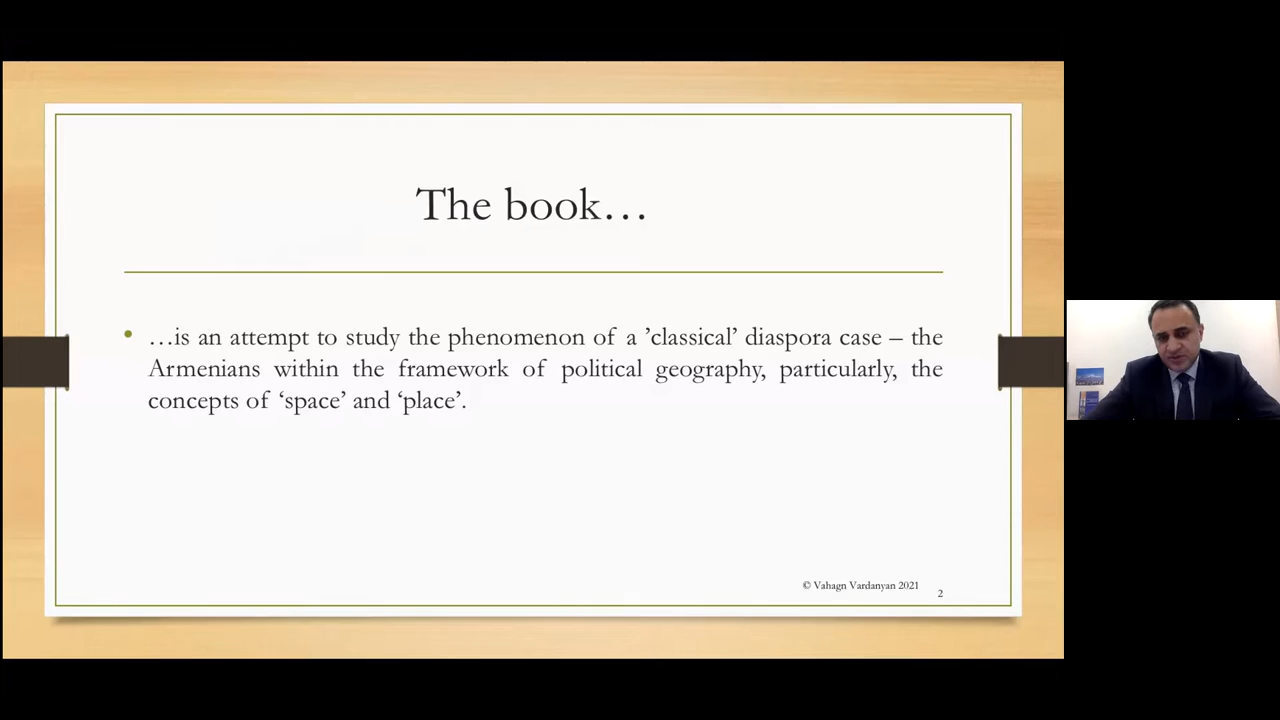 The book…
• …is an attempt to study the phenomenon of a ’classical’ diaspora case – the
Armenians within the framework of political geography, particularly, the
concepts of ‘space’ and ‘place’.
© Vahagn Vardanyan 2021
2